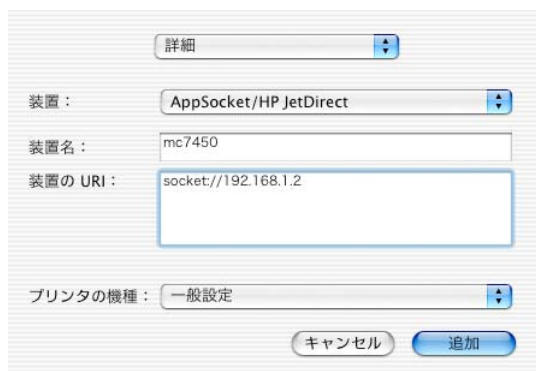 詳細
装置： AppSocket/HP JetDirect
装置名： mc7450
装置の URI： socket://192.168.1.2
プリンタの機種： 一般設定
キャンセル 追加